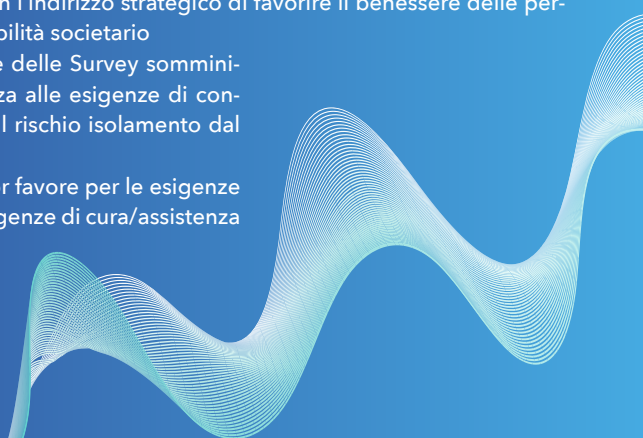 n l'indirizzo strategico di favorire il benessere delle per-
bilità societario
e delle Survey sommini-
za alle esigenze di con-
l rischio isolamento dal
r favore per le esigenze
genze di cura/assistenza